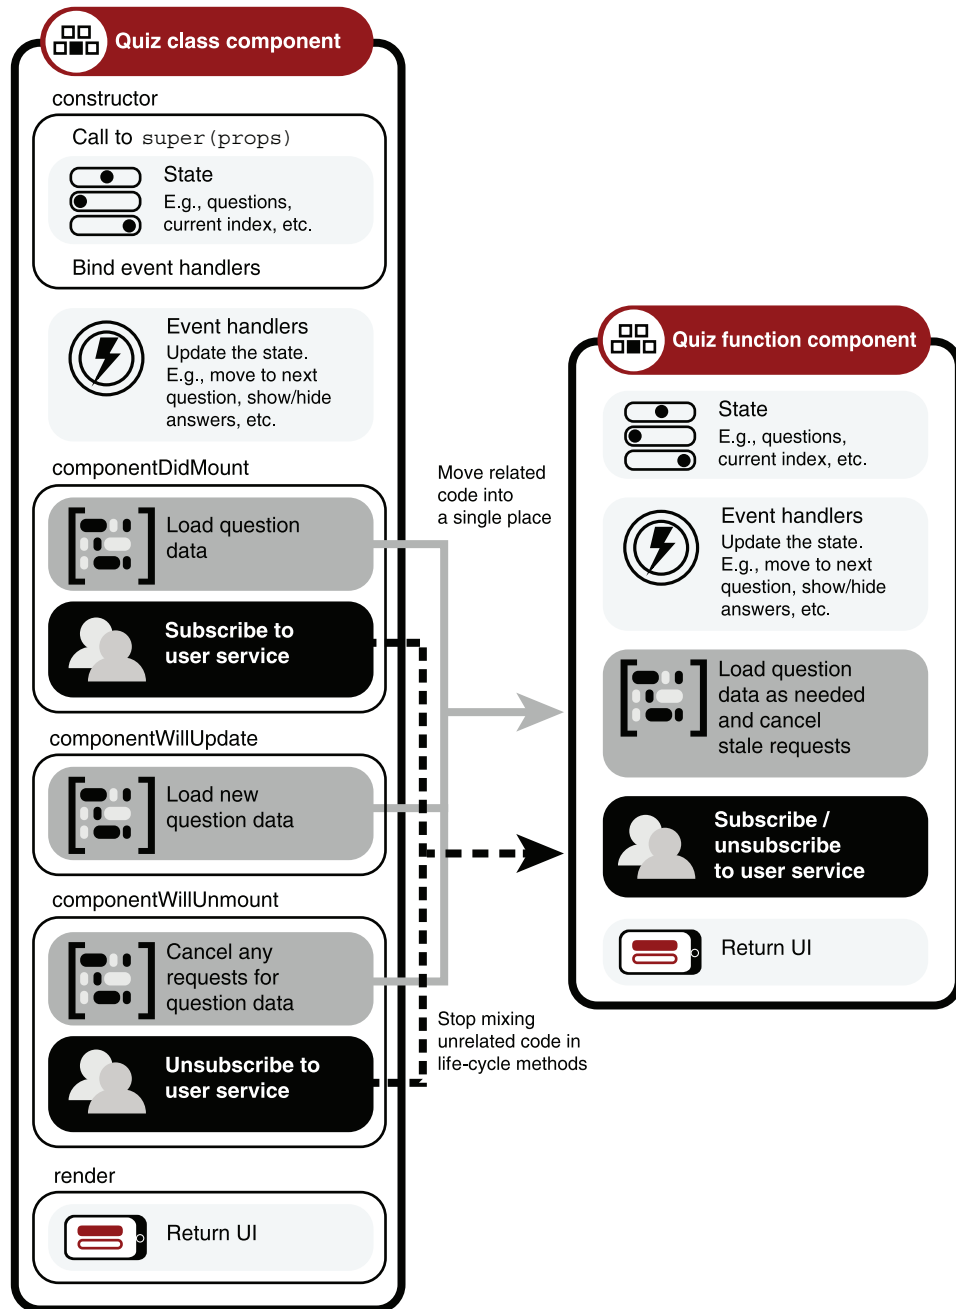 Quiz class component
constructor
Call to super(props)
State
E.g., questions,
current index, etc.
Bind event handlers
Event handlers
Update the state.
E.g., move to next
question, show/hide
answers, etc.
componentDidMount
Load question
data
Subscribe to
user service
componentWillUpdate
Load new
question data
componentWillUnmount
Cancel any
requests for
question data
Unsubscribe to
user service
render
Return UI
Move related
code into
a single place
Stop mixing
unrelated code in
life-cycle methods
Quiz function component
State
E.g., questions,
current index, etc.
Event handlers
Update the state.
E.g., move to next
question, show/hide
answers, etc.
Load question
data as needed
and cancel
stale requests
Subscribe /
unsubscribe
to user service
Return UI